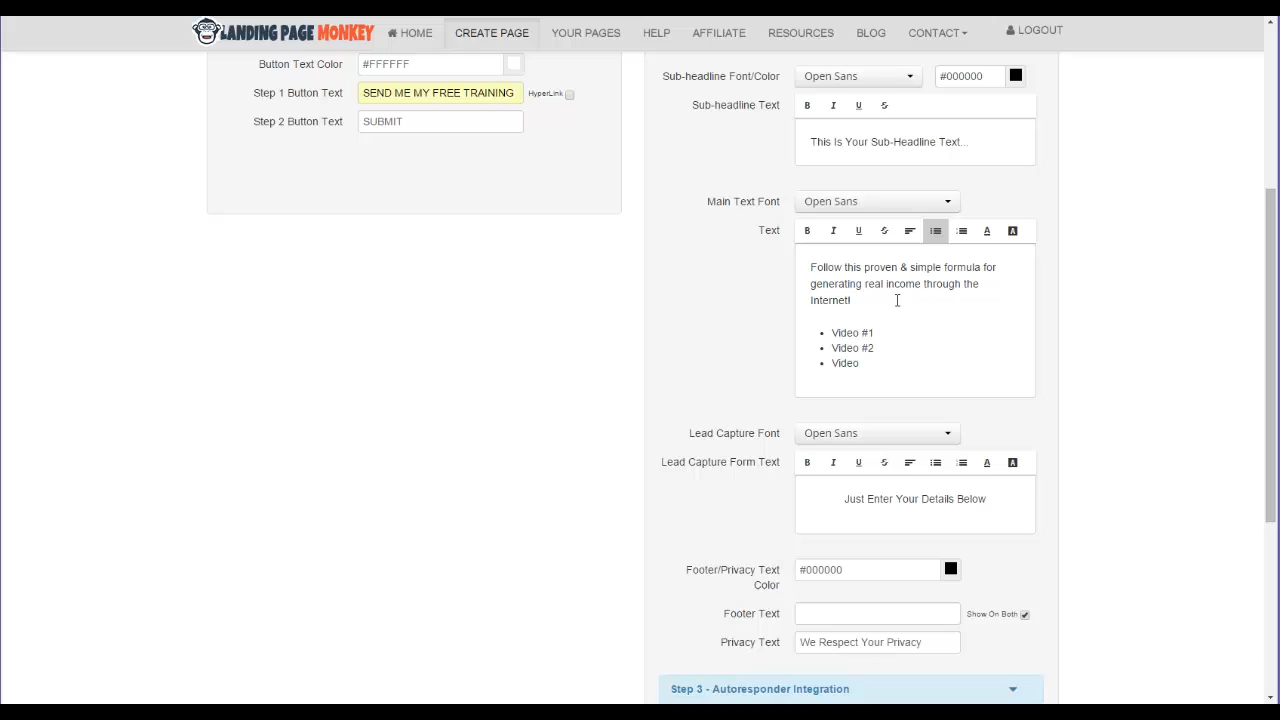 LANDING PAGE MONKEY
HOME
CREATE PAGE
YOUR PAGES
HELP
AFFILIATE
RESOURCES
BLOG
CONTACT
LOGOUT
Button Text Color
#FFFFFF
Step 1 Button Text
SEND ME MY FREE TRAINING
HyperLink
Step 2 Button Text
SUBMIT
Sub-headline Font/Color
Open Sans
#000000
Sub-headline Text
B I U S
This Is Your Sub-Headline Text...
Main Text Font
Open Sans
Text
B I U S A A
Follow this proven & simple formula for
generating real income through the
Internet!
• Video #1
• Video #2
• Video
Lead Capture Font
Open Sans
Lead Capture Form Text
B I U S A A
Just Enter Your Details Below
Footer/Privacy Text
Color
#000000
Footer Text
Show On Both
Privacy Text
We Respect Your Privacy
Step 3 - Autoresponder Integration